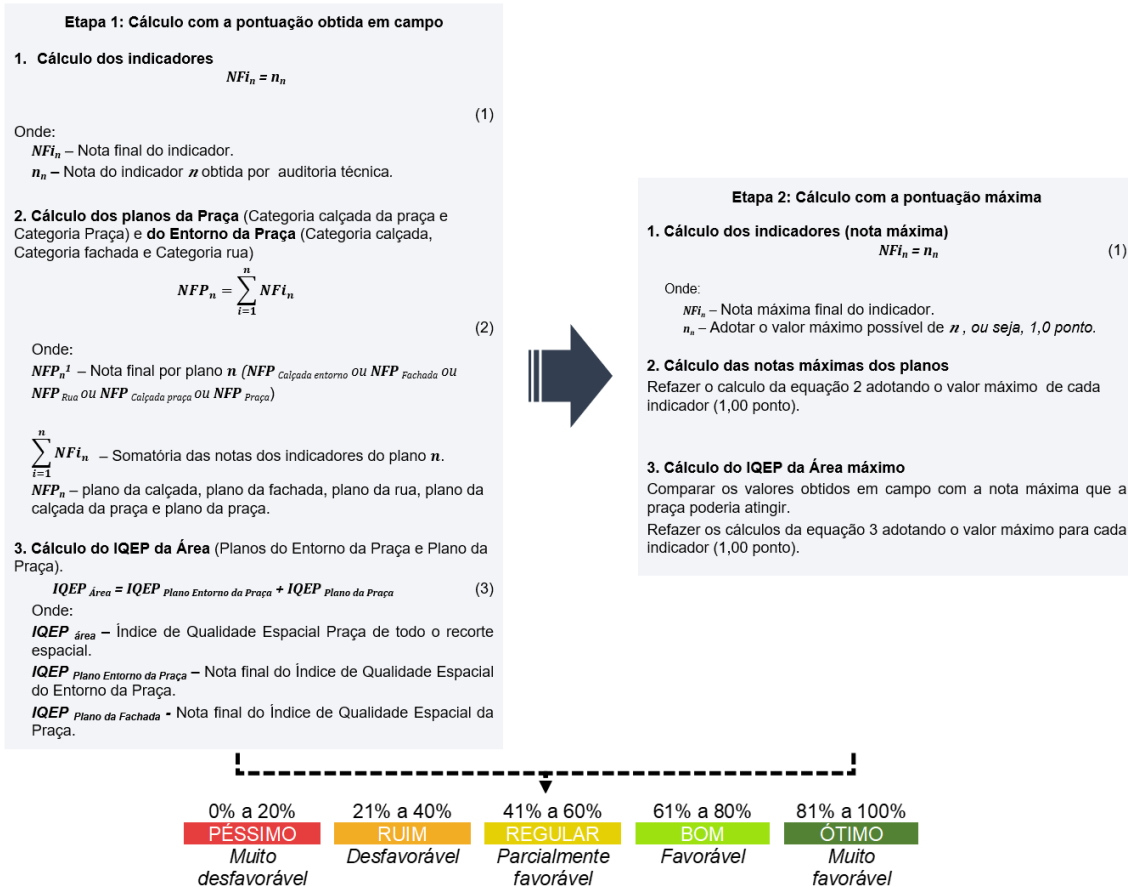 Etapa 1: Cálculo com a pontuação obtida em campo
1. Cálculo dos indicadores
NFi_n = n_n
(1)
Onde:
NFi_n – Nota final do indicador.
n_n – Nota do indicador n obtida por auditoria técnica.
2. Cálculo dos planos da Praça (Categoria calçada da praça e
Categoria Praça) e do Entorno da Praça (Categoria calçada,
Categoria fachada e Categoria rua)
NFP_n = ∑_{i=1}^{n} NFi_n
(2)
Onde:
NFP_n¹ – Nota final por plano n (NFP Calçada entorno ou NFP Fachada ou
NFP Rua ou NFP Calçada praça ou NFP Praça)
∑_{i=1}^{n} NFi_n – Somatória das notas dos indicadores do plano n.
NFP_n – plano da calçada, plano da fachada, plano da rua, plano da
calçada da praça e plano da praça.
3. Cálculo do IQEP da Área (Planos do Entorno da Praça e Plano da
Praça).
IQEP Área = IQEP Plano Entorno da Praça + IQEP Plano da Praça (3)
Onde:
IQEP área – Índice de Qualidade Espacial Praça de todo o recorte
espacial.
IQEP Plano Entorno da Praça – Nota final do Índice de Qualidade Espacial
do Entorno da Praça.
IQEP Plano da Fachada - Nota final do Índice de Qualidade Espacial da
Praça.
Etapa 2: Cálculo com a pontuação máxima
1. Cálculo dos indicadores (nota máxima)
NFi_n = n_n (1)
Onde:
NFi_n – Nota máxima final do indicador.
n_n – Adotar o valor máximo possível de n , ou seja, 1,0 ponto.
2. Cálculo das notas máximas dos planos
Refazer o calculo da equação 2 adotando o valor máximo de cada
indicador (1,00 ponto).
3. Cálculo do IQEP da Área máximo
Comparar os valores obtidos em campo com a nota máxima que a
praça poderia atingir.
Refazer os cálculos da equação 3 adotando o valor máximo para cada
indicador (1,00 ponto).
0% a 20% 21% a 40% 41% a 60% 61% a 80% 81% a 100%
PÉSSIMO RUIM REGULAR BOM ÓTIMO
Muito Desfavorável Parcialmente Favorável Muito
desfavorável favorável favorável